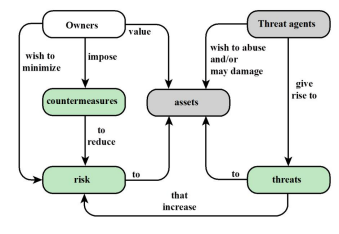 Owners
Threat agents
value
wish to
minimize
impose
wish to abuse
and/or
may damage
give
rise to
countermeasures
assets
to
reduce
risk
to
to
threats
that
increase